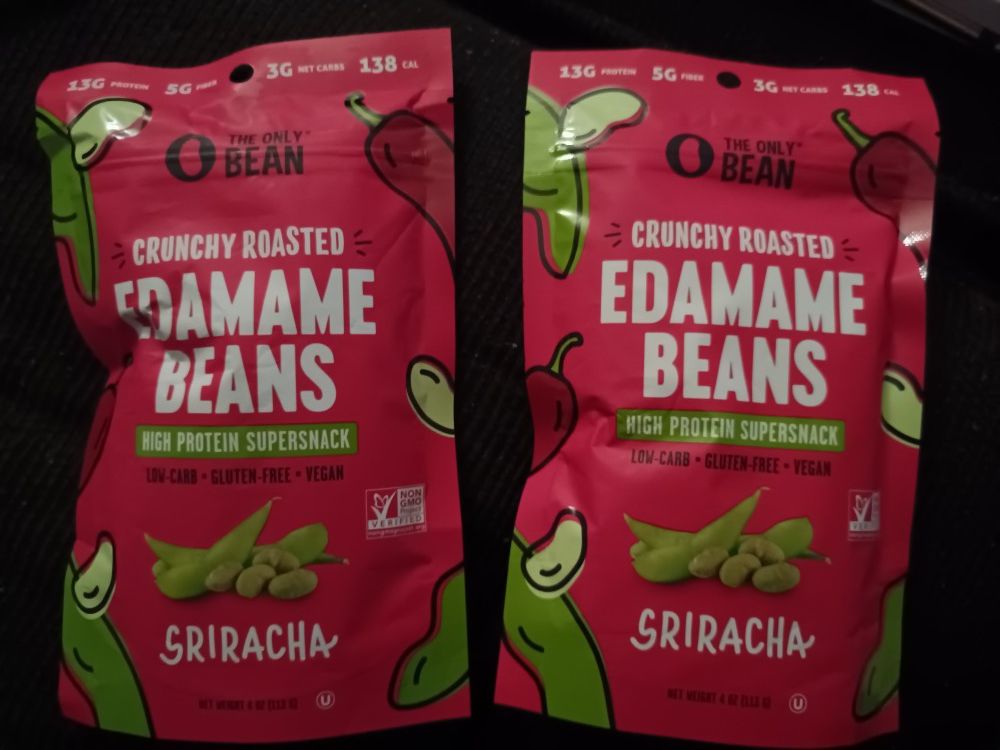 13G PROTEIN 5G FIBER 3G NET CARBS 138 CAL
THE ONLY
BEAN
CRUNCHY ROASTED
EDAMAME
BEANS
HIGH PROTEIN SUPERSNACK
LOW-CARB • GLUTEN-FREE • VEGAN
NON
GMO
Project
VERIFIED
nongmoproject.org
SRIRACHA
NET WEIGHT 4 OZ (113 G)
U
13G PROTEIN 5G FIBER 3G NET CARBS 138 CAL
THE ONLY
BEAN
CRUNCHY ROASTED
EDAMAME
BEANS
HIGH PROTEIN SUPERSNACK
LOW-CARB • GLUTEN-FREE • VEGAN
SRIRACHA
NET WEIGHT 4 OZ (113 G)
U